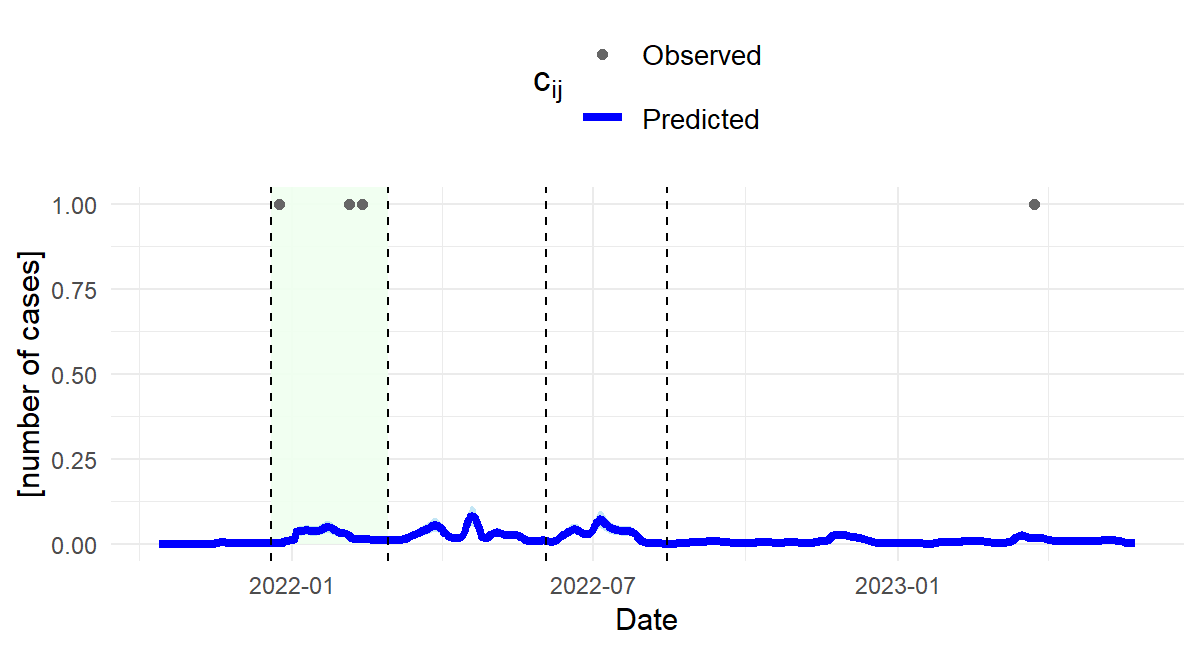 c_ij
Observed
Predicted
[number of cases]
1.00
0.75
0.50
0.25
0.00
2022-01
2022-07
2023-01
Date